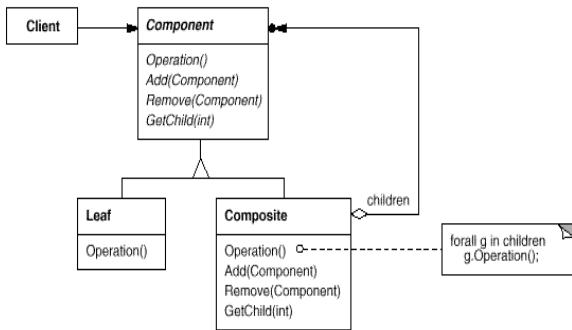 Client
Component
Operation()
Add(Component)
Remove(Component)
GetChild(int)
children
Leaf
Operation()
Composite
Operation()
Add(Component)
Remove(Component)
GetChild(int)
forall g in children
g.Operation();